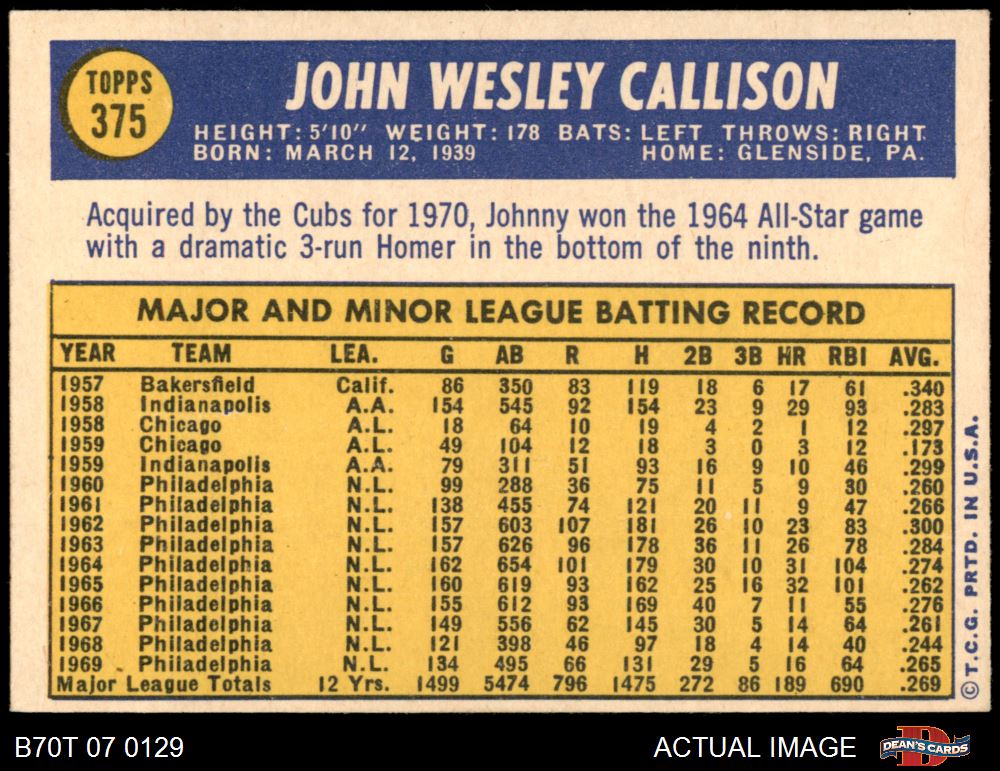 TOPPS
375
JOHN WESLEY CALLISON
HEIGHT: 5'10" WEIGHT: 178 BATS: LEFT THROWS: RIGHT
BORN: MARCH 12, 1939 HOME: GLENSIDE, PA.
Acquired by the Cubs for 1970, Johnny won the 1964 All-Star game
with a dramatic 3-run Homer in the bottom of the ninth.
MAJOR AND MINOR LEAGUE BATTING RECORD
YEAR TEAM LEA. G AB R H 2B 3B HR RBI AVG.
1957 Bakersfield Calif. 86 350 83 119 18 6 17 61 .340
1958 Indianapolis A.A. 154 545 92 154 23 9 29 93 .283
1958 Chicago A.L. 18 64 10 19 4 2 1 12 .297
1959 Chicago A.L. 49 104 12 18 3 0 3 12 .173
1959 Indianapolis A.A. 79 311 51 93 16 9 10 46 .299
1960 Philadelphia N.L. 99 288 36 75 11 5 9 30 .260
1961 Philadelphia N.L. 138 455 74 121 20 11 9 47 .266
1962 Philadelphia N.L. 157 603 107 181 26 10 23 83 .300
1963 Philadelphia N.L. 157 626 96 178 36 11 26 78 .284
1964 Philadelphia N.L. 162 654 101 179 30 10 31 104 .274
1965 Philadelphia N.L. 160 619 93 162 25 16 32 101 .262
1966 Philadelphia N.L. 155 612 93 169 40 7 11 55 .276
1967 Philadelphia N.L. 149 556 62 145 30 5 14 64 .261
1968 Philadelphia N.L. 121 398 46 97 18 4 14 40 .244
1969 Philadelphia N.L. 134 495 66 131 29 5 16 64 .265
Major League Totals 12 Yrs. 1499 5474 796 1475 272 86 189 690 .269
© T.C.G. PRTD. IN U.S.A.
B70T 07 0129 ACTUAL IMAGE
DEAN'S CARDS